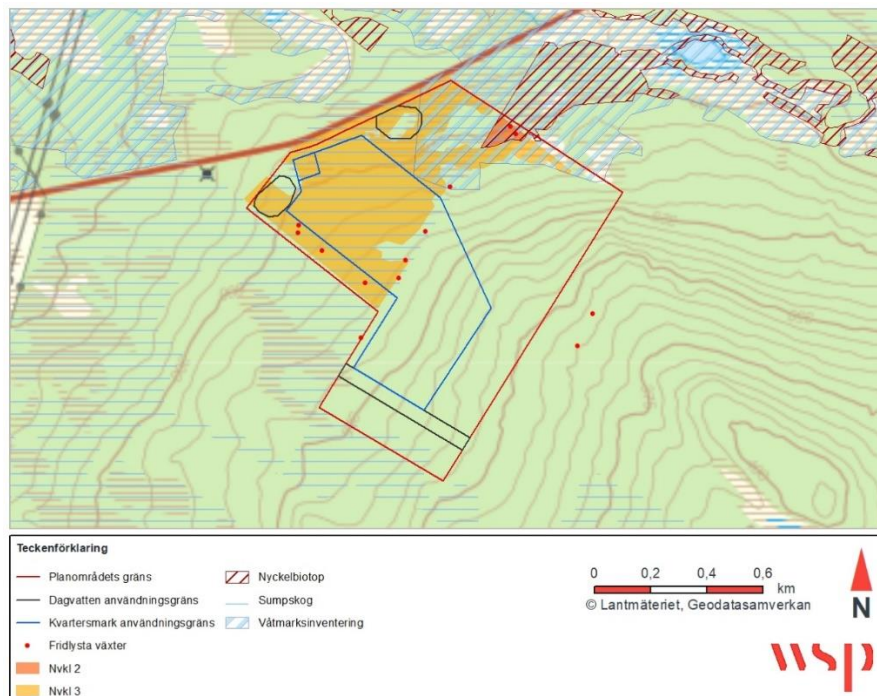 Teckenförklaring
Planområdets gräns
Dagvatten användningsgräns
Kvartersmark användningsgräns
Fridlysta växter
Nvkl 2
Nvkl 3
Nyckelbiotop
Sumpskog
Våtmarksinventering
0 0,2 0,4 0,6
km
© Lantmäteriet, Geodatasamverkan
N
wsp